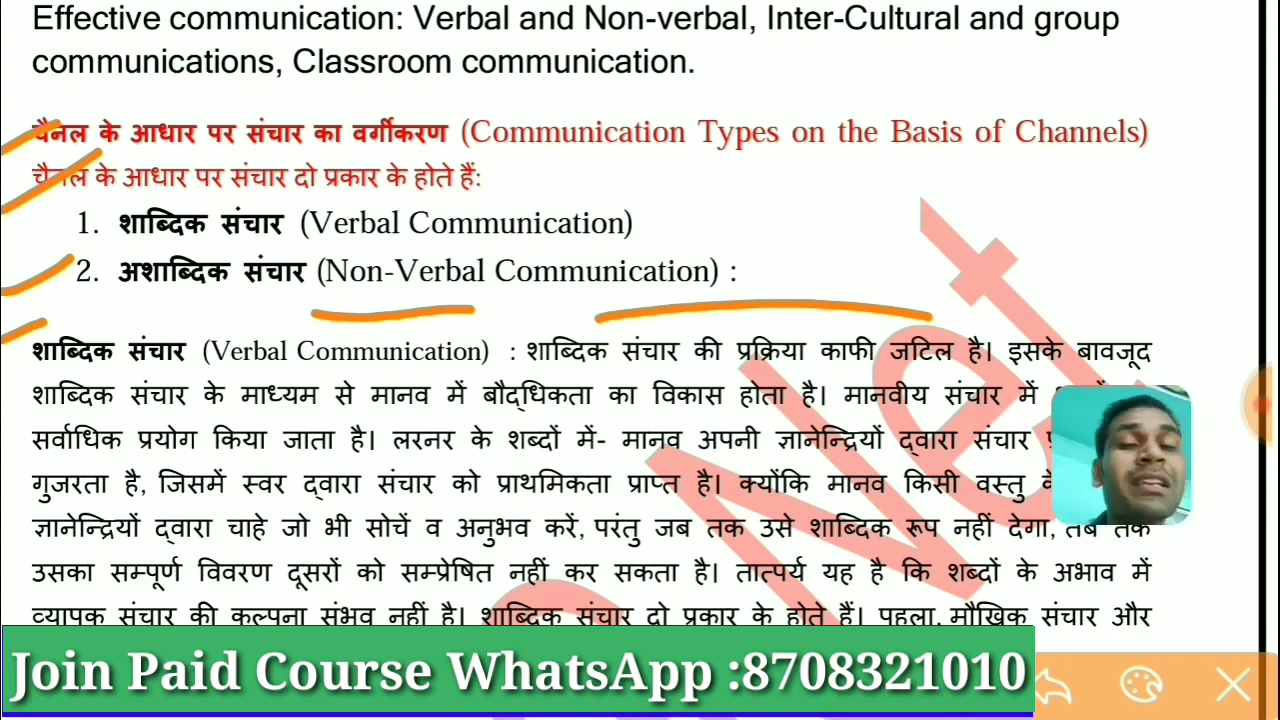 Effective communication: Verbal and Non-verbal, Inter-Cultural and group
communications, Classroom communication.
चैनल के आधार पर संचार का वर्गीकरण (Communication Types on the Basis of Channels)
चैनल के आधार पर संचार दो प्रकार के होते हैं:
1. शाब्दिक संचार (Verbal Communication)
2. अशाब्दिक संचार (Non-Verbal Communication) :
शाब्दिक संचार (Verbal Communication) : शाब्दिक संचार की प्रक्रिया काफी जटिल है। इसके बावजूद
शाब्दिक संचार के माध्यम से मानव में बौद्धिकता का विकास होता है। मानवीय संचार में
सर्वाधिक प्रयोग किया जाता है। लरनर के शब्दों में- मानव अपनी ज्ञानेन्द्रियों द्वारा संचार
गुजरता है, जिसमें स्वर द्वारा संचार को प्राथमिकता प्राप्त है। क्योंकि मानव किसी वस्तु
ज्ञानेन्द्रियों द्वारा चाहे जो भी सोचें व अनुभव करें, परंतु जब तक उसे शाब्दिक रूप नहीं देगा, तब तक
उसका सम्पूर्ण विवरण दूसरों को सम्प्रेषित नहीं कर सकता है। तात्पर्य यह है कि शब्दों के अभाव में
व्यापक संचार की कल्पना संभव नहीं है। शाब्दिक संचार दो प्रकार के होते हैं। पहला, मौखिक संचार और
Net
Join Paid Course WhatsApp :8708321010